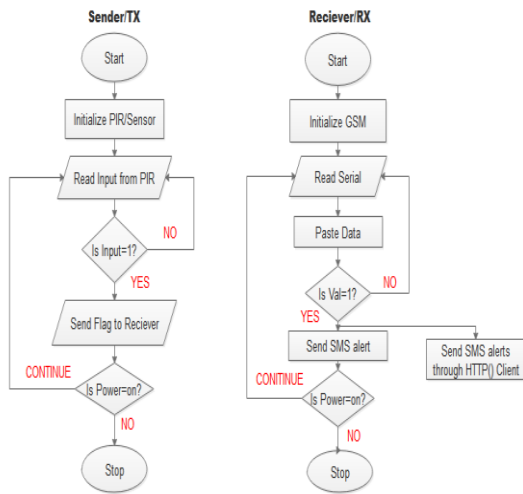 Sender/TX
Start
Initialize PIR/Sensor
Read Input from PIR
NO
Is Input=1?
YES
Send Flag to Reciever
CONTINUE
Is Power=on?
NO
Stop
Reciever/RX
Start
Initialize GSM
Read Serial
Paste Data
NO
Is Val=1?
YES
Send SMS alert
Send SMS alerts
through HTTP() Client
CONITINUE
Is Power=on?
NO
Stop